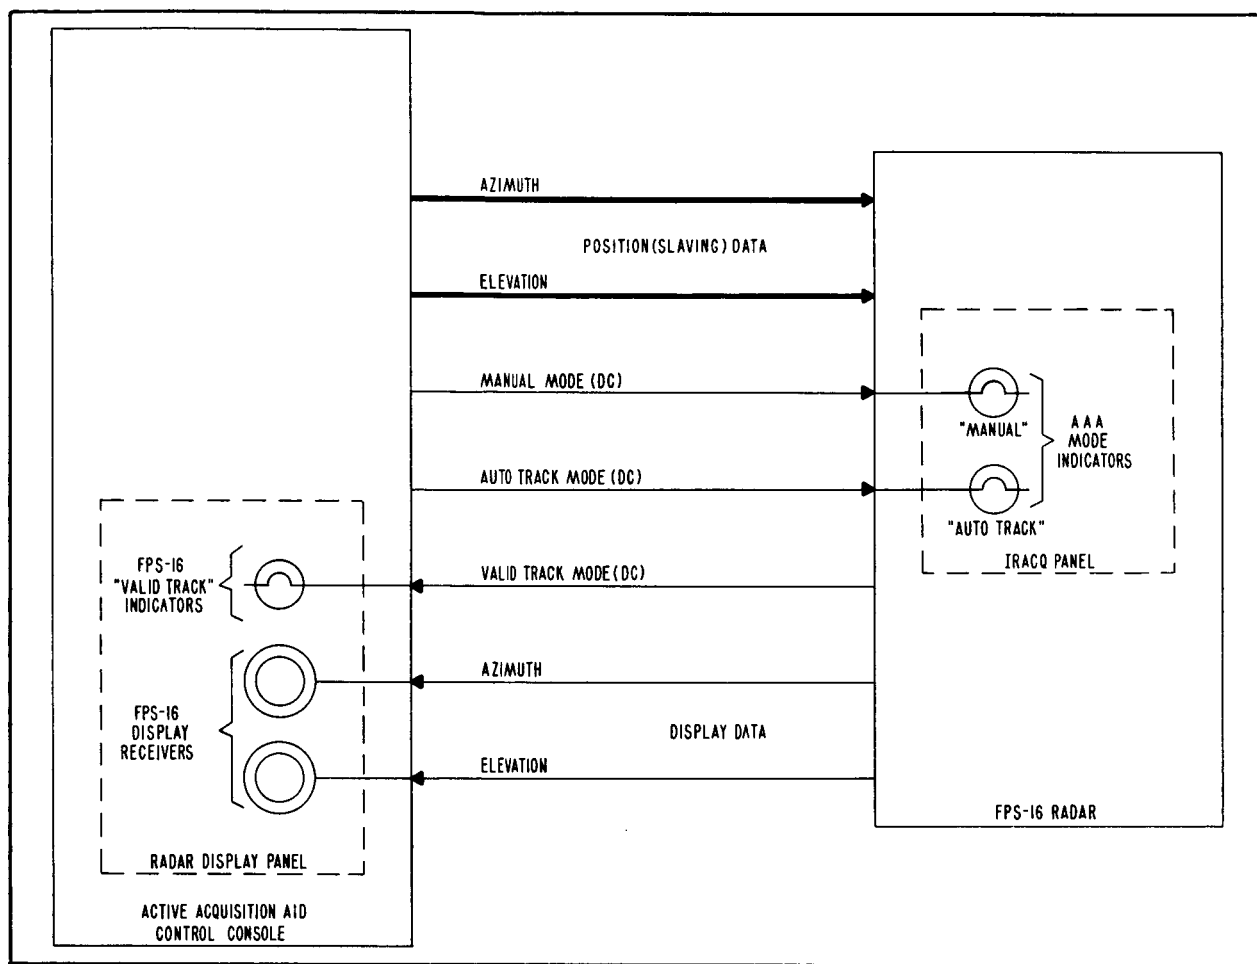 AZIMUTH
POSITION (SLAVING) DATA
ELEVATION
MANUAL MODE (DC)
"MANUAL"
AAA
MODE
INDICATORS
AUTO TRACK MODE (DC)
"AUTO TRACK"
IRACQ PANEL
FPS-16
"VALID TRACK"
INDICATORS
VALID TRACK MODE (DC)
AZIMUTH
FPS-16
DISPLAY
RECEIVERS
DISPLAY DATA
ELEVATION
FPS-16 RADAR
RADAR DISPLAY PANEL
ACTIVE ACQUISITION AID
CONTROL CONSOLE